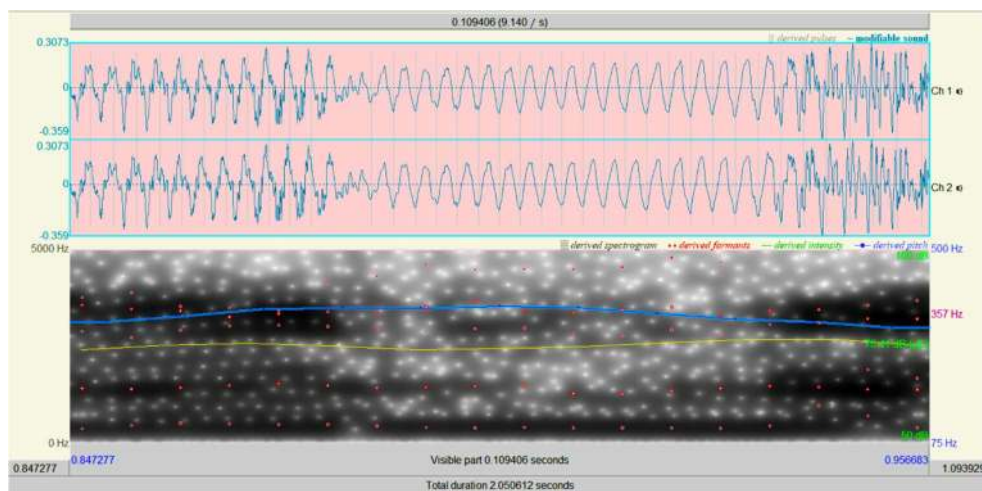 0.109406 (9.140 / s)
derived pulses modifiable sound
0.3073
0
-0.359
Ch 1
0.3073
0
-0.359
Ch 2
derived spectrogram derived formants derived intensity derived pitch
5000 Hz
500 Hz
100 dB
357 Hz
50 dB
0 Hz
75 Hz
0.847277
Visible part 0.109406 seconds
0.956683
0.847277
1.093929
Total duration 2.050612 seconds